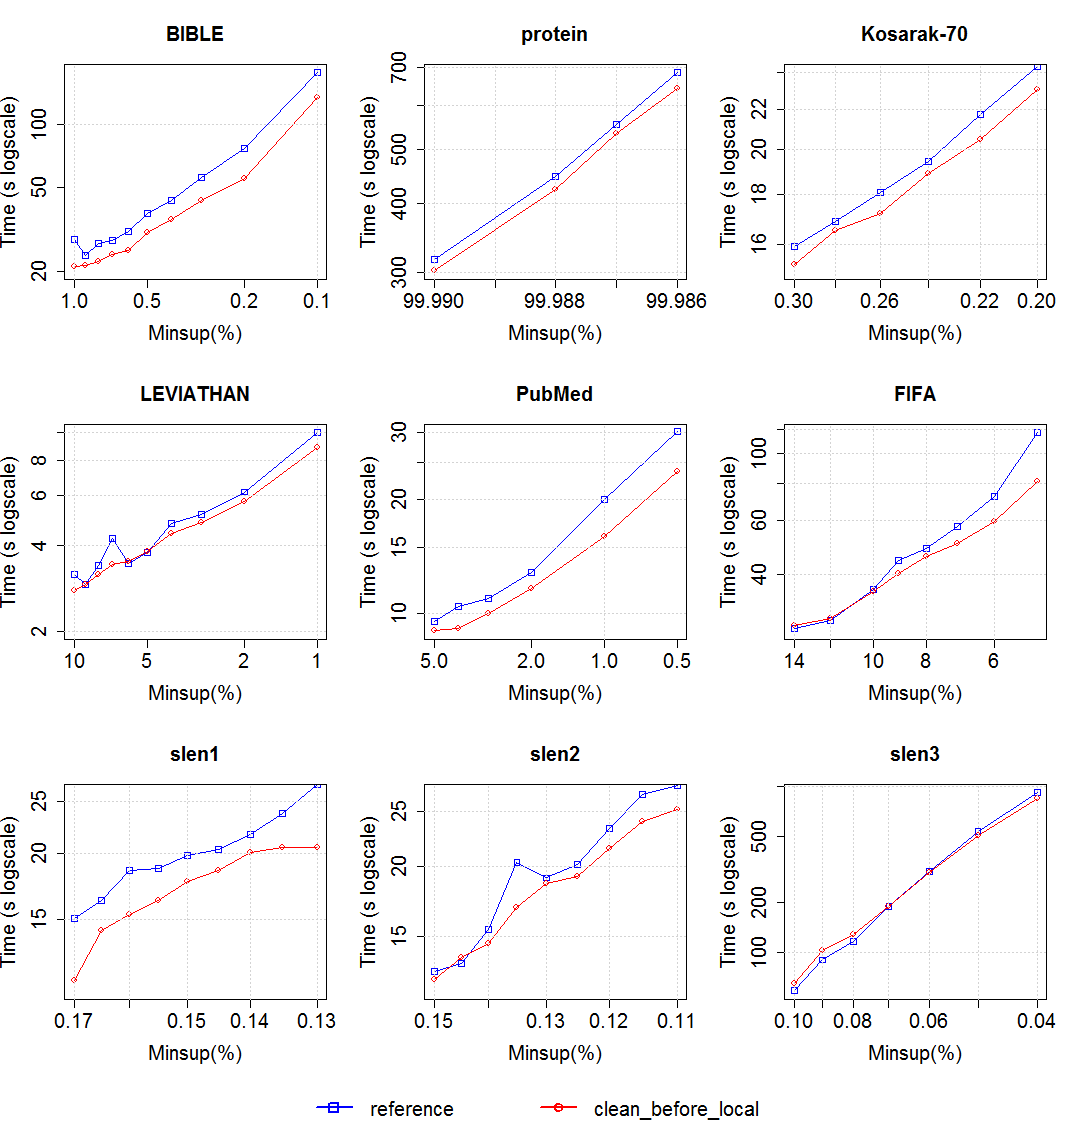 BIBLE
Time (s logscale)
20 50 100
1.0 0.5 0.2 0.1
Minsup(%)
protein
Time (s logscale)
300 400 500 700
99.990 99.988 99.986
Minsup(%)
Kosarak-70
Time (s logscale)
16 18 20 22
0.30 0.26 0.22 0.20
Minsup(%)
LEVIATHAN
Time (s logscale)
2 4 6 8
10 5 2 1
Minsup(%)
PubMed
Time (s logscale)
10 15 20 30
5.0 2.0 1.0 0.5
Minsup(%)
FIFA
Time (s logscale)
40 60 100
14 10 8 6
Minsup(%)
slen1
Time (s logscale)
15 20 25
0.17 0.15 0.14 0.13
Minsup(%)
slen2
Time (s logscale)
15 20 25
0.15 0.13 0.12 0.11
Minsup(%)
slen3
Time (s logscale)
100 200 500
0.10 0.08 0.06 0.04
Minsup(%)
reference clean_before_local